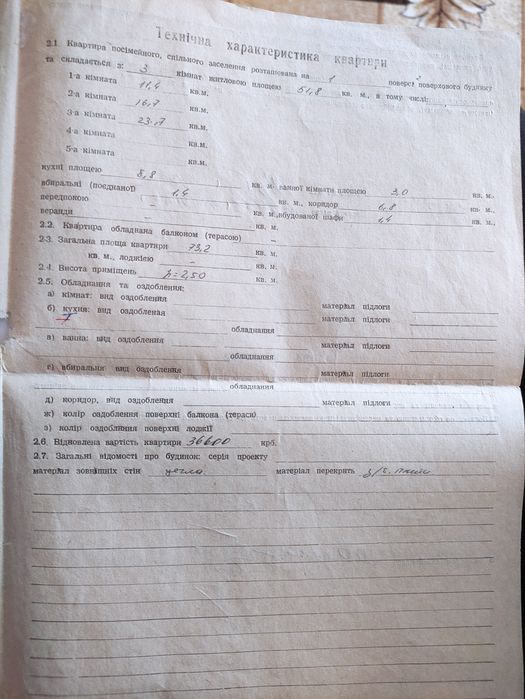 Технічна характеристика квартири
2.1. Квартира посімейного, спільного заселення розташована на 1 поверсі 2 поверхового будинку
та складається з: 3 кімнат житловою площею 51,8 кв. м., в тому числі:
1-а кімната 11,4 кв.м.
2-а кімната 16,7 кв.м.
3-а кімната 23,7 кв.м.
4-а кімната кв.м.
5-а кімната кв.м.
кухні площею 8,8 кв. м. ванної кімнати площею 3,0 кв. м.
вбиральні (поєднаної) 1,4 кв. м., коридор 6,8 кв. м.,
передпокою – кв. м., вбудованої шафи 1,4 кв. м.,
веранди – кв. м.
2.2. Квартира обладнана балконом (терасою) – кв. м.
2.3. Загальна площа квартири 73,2 кв. м.
кв. м., лоджією – кв. м.
2.4. Висота приміщень h=2,50
2.5. Обладнання та оздоблення:
а) кімнат: вид оздоблення матеріал підлоги
б) кухня: вид оздоблення матеріал підлоги
обладнання
в) ванна: вид оздоблення матеріал підлоги
обладнання
г) вбиральня вид оздоблення матеріал підлоги
обладнання
д) коридор, вид оздоблення матеріал підлоги
ж) колір оздоблення поверхні балкона (тераси)
з) колір оздоблення поверхні лоджії
2.6. Відновлена вартість квартири 36600 крб.
2.7. Загальні відомості про будинок: серія проекту
матеріал зовнішніх стін цегла матеріал перекрить з/б. плити